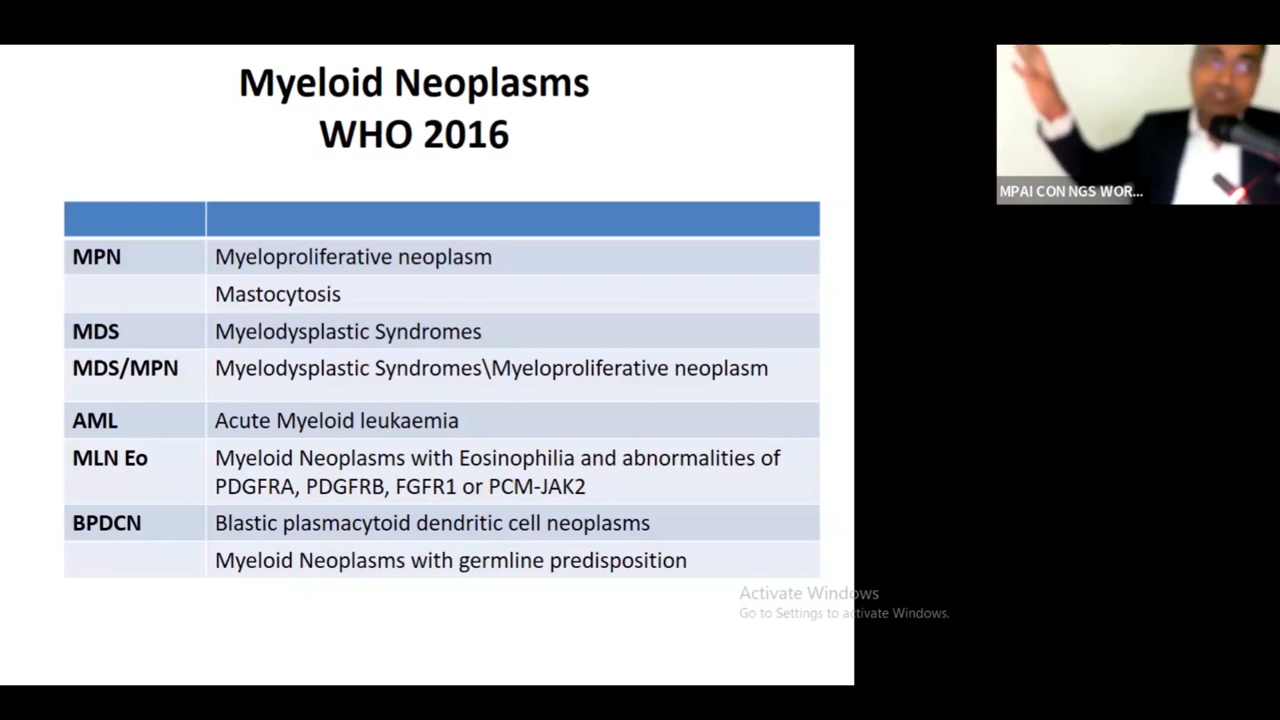 Myeloid Neoplasms
WHO 2016
MPN Myeloproliferative neoplasm
Mastocytosis
MDS Myelodysplastic Syndromes
MDS/MPN Myelodysplastic Syndromes\Myeloproliferative neoplasm
AML Acute Myeloid leukaemia
MLN Eo Myeloid Neoplasms with Eosinophilia and abnormalities of
PDGFRA, PDGFRB, FGFR1 or PCM-JAK2
BPDCN Blastic plasmacytoid dendritic cell neoplasms
Myeloid Neoplasms with germline predisposition
Activate Windows
Go to Settings to activate Windows.
MPAI CON NGS WOR...